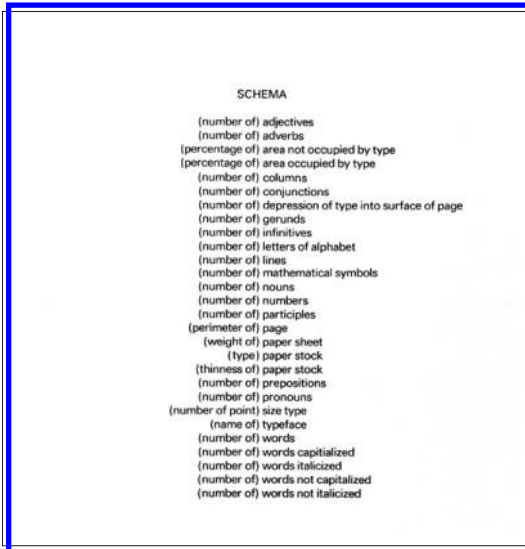 SCHEMA
(number of) adjectives
(number of) adverbs
(percentage of) area not occupied by type
(percentage of) area occupied by type
(number of) columns
(number of) conjunctions
(number of) depression of type into surface of page
(number of) gerunds
(number of) infinitives
(number of) letters of alphabet
(number of) lines
(number of) mathematical symbols
(number of) nouns
(number of) numbers
(number of) participles
(perimeter of) page
(weight of) paper sheet
(type) paper stock
(thinness of) paper stock
(number of) prepositions
(number of) pronouns
(number of point) size type
(name of) typeface
(number of) words
(number of) words capitialized
(number of) words italicized
(number of) words not capitalized
(number of) words not italicized